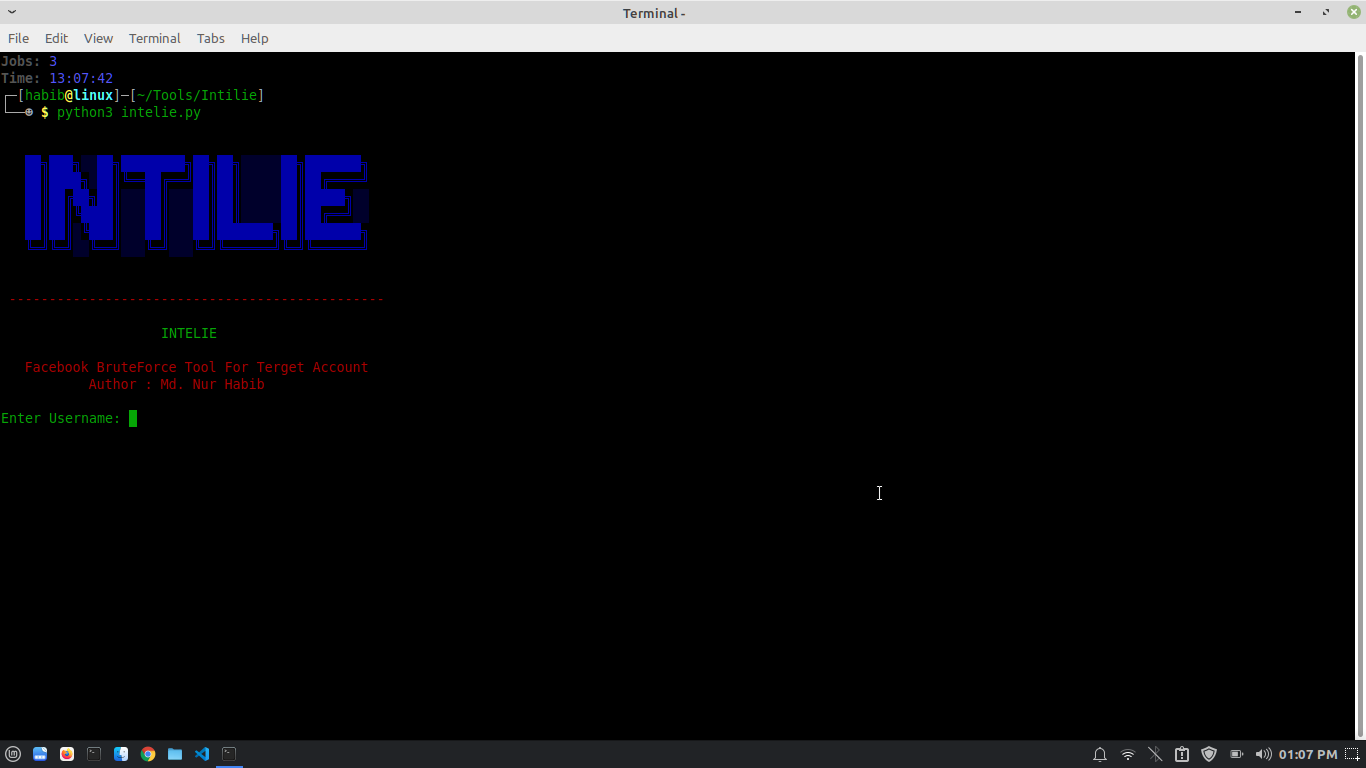 Terminal -
File Edit View Terminal Tabs Help
Jobs: 3
Time: 13:07:42
┌─[habib@linux]─[~/Tools/Intilie]
└──☻ $ python3 intelie.py
INTILIE
-----------------------------------------------
INTELIE
Facebook BruteForce Tool For Terget Account
Author : Md. Nur Habib
Enter Username:
01:07 PM